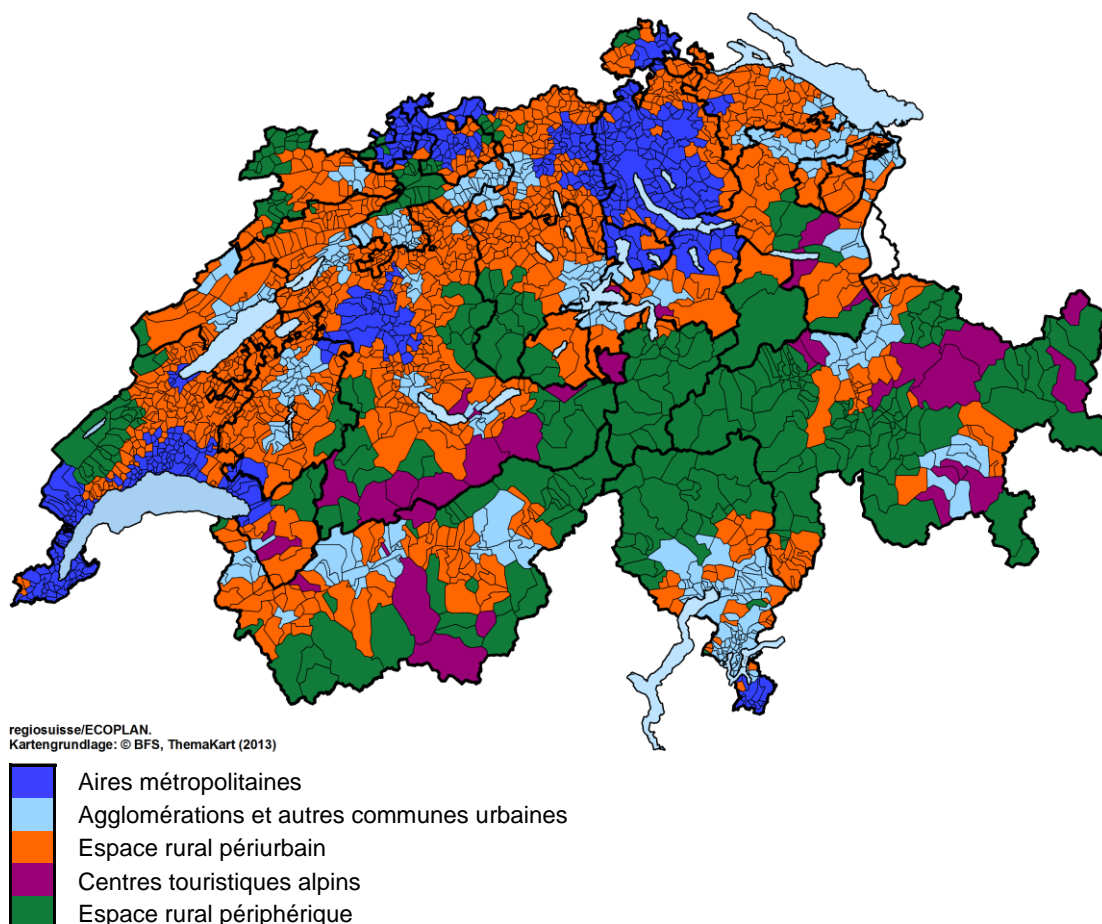 regiosuisse/ECOPLAN.
Kartengrundlage: © BFS, ThemaKart (2013)
Aires métropolitaines
Agglomérations et autres communes urbaines
Espace rural périurbain
Centres touristiques alpins
Espace rural périphérique